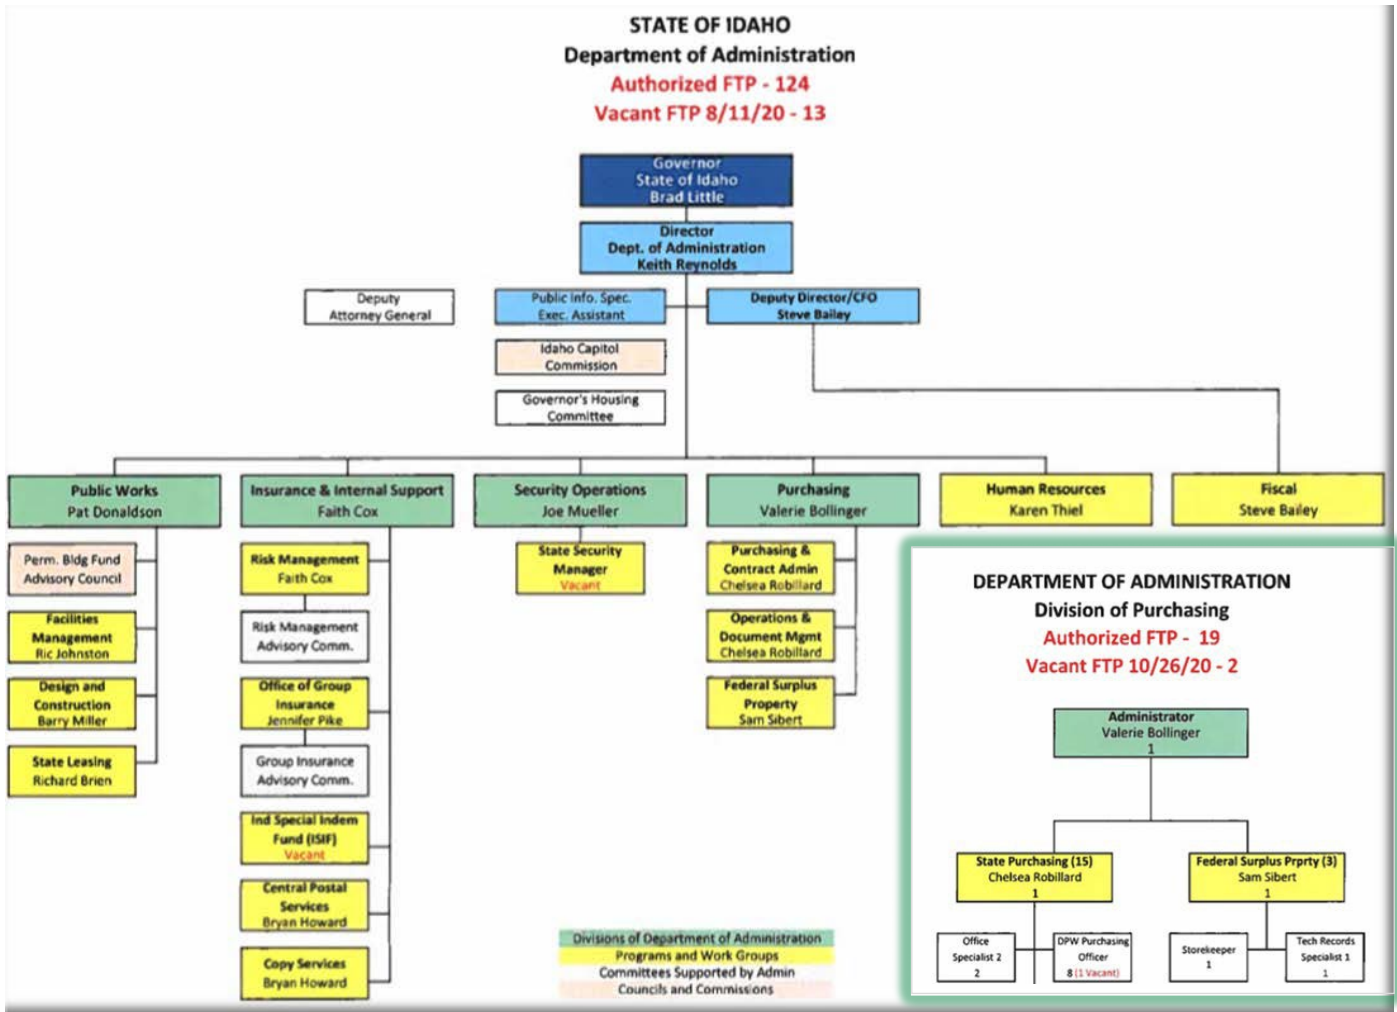 STATE OF IDAHO
Department of Administration
Authorized FTP - 124
Vacant FTP 8/11/20 - 13
Governor
State of Idaho
Brad Little
Director
Dept. of Administration
Keith Reynolds
Deputy
Attorney General
Public Info. Spec.
Exec. Assistant
Deputy Director/CFO
Steve Bailey
Idaho Capitol
Commission
Governor's Housing
Committee
Public Works
Pat Donaldson
Insurance & Internal Support
Faith Cox
Security Operations
Joe Mueller
Purchasing
Valerie Bollinger
Human Resources
Karen Thiel
Fiscal
Steve Bailey
Perm. Bldg Fund
Advisory Council
Facilities
Management
Ric Johnston
Design and
Construction
Barry Miller
State Leasing
Richard Brien
Risk Management
Faith Cox
Risk Management
Advisory Comm.
Office of Group
Insurance
Jennifer Pike
Group Insurance
Advisory Comm.
Ind Special Indem
Fund (ISIF)
Vacant
Central Postal
Services
Bryan Howard
Copy Services
Bryan Howard
State Security
Manager
Vacant
Purchasing &
Contract Admin
Chelsea Robillard
Operations &
Document Mgmt
Chelsea Robillard
Federal Surplus
Property
Sam Sibert
Divisions of Department of Administration
Programs and Work Groups
Committees Supported by Admin
Councils and Commissions
DEPARTMENT OF ADMINISTRATION
Division of Purchasing
Authorized FTP - 19
Vacant FTP 10/26/20 - 2
Administrator
Valerie Bollinger
1
State Purchasing (15)
Chelsea Robillard
1
Federal Surplus Prprty (3)
Sam Sibert
1
Office
Specialist 2
2
DPW Purchasing
Officer
8 (1 Vacant)
Storekeeper
1
Tech Records
Specialist 1
1